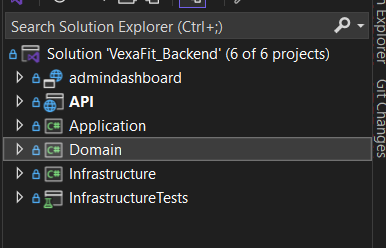 Search Solution Explorer (Ctrl+;)
Solution 'VexaFit_Backend' (6 of 6 projects)
admindashboard
API
Application
Domain
Infrastructure
InfrastructureTests
Explorer
Git Changes